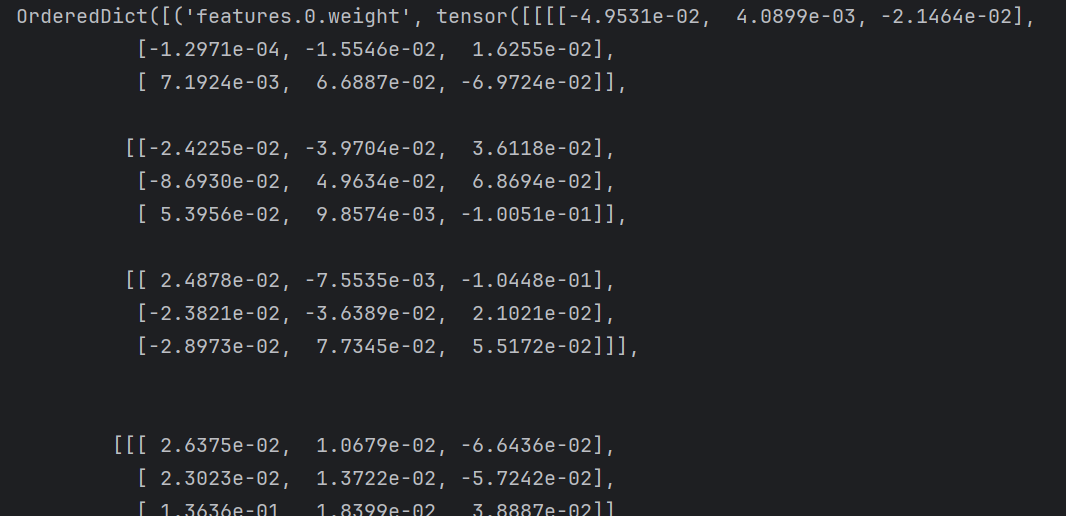 OrderedDict([('features.0.weight', tensor([[[[-4.9531e-02,  4.0899e-03, -2.1464e-02],
          [-1.2971e-04, -1.5546e-02,  1.6255e-02],
          [ 7.1924e-03,  6.6887e-02, -6.9724e-02]],
         [[-2.4225e-02, -3.9704e-02,  3.6118e-02],
          [-8.6930e-02,  4.9634e-02,  6.8694e-02],
          [ 5.3956e-02,  9.8574e-03, -1.0051e-01]],
         [[ 2.4878e-02, -7.5535e-03, -1.0448e-01],
          [-2.3821e-02, -3.6389e-02,  2.1021e-02],
          [-2.8973e-02,  7.7345e-02,  5.5172e-02]]],
        [[[ 2.6375e-02,  1.0679e-02, -6.6436e-02],
          [ 2.3023e-02,  1.3722e-02, -5.7242e-02],
          [ 1.3636e-01,  1.8399e-02,  3.8887e-02]]